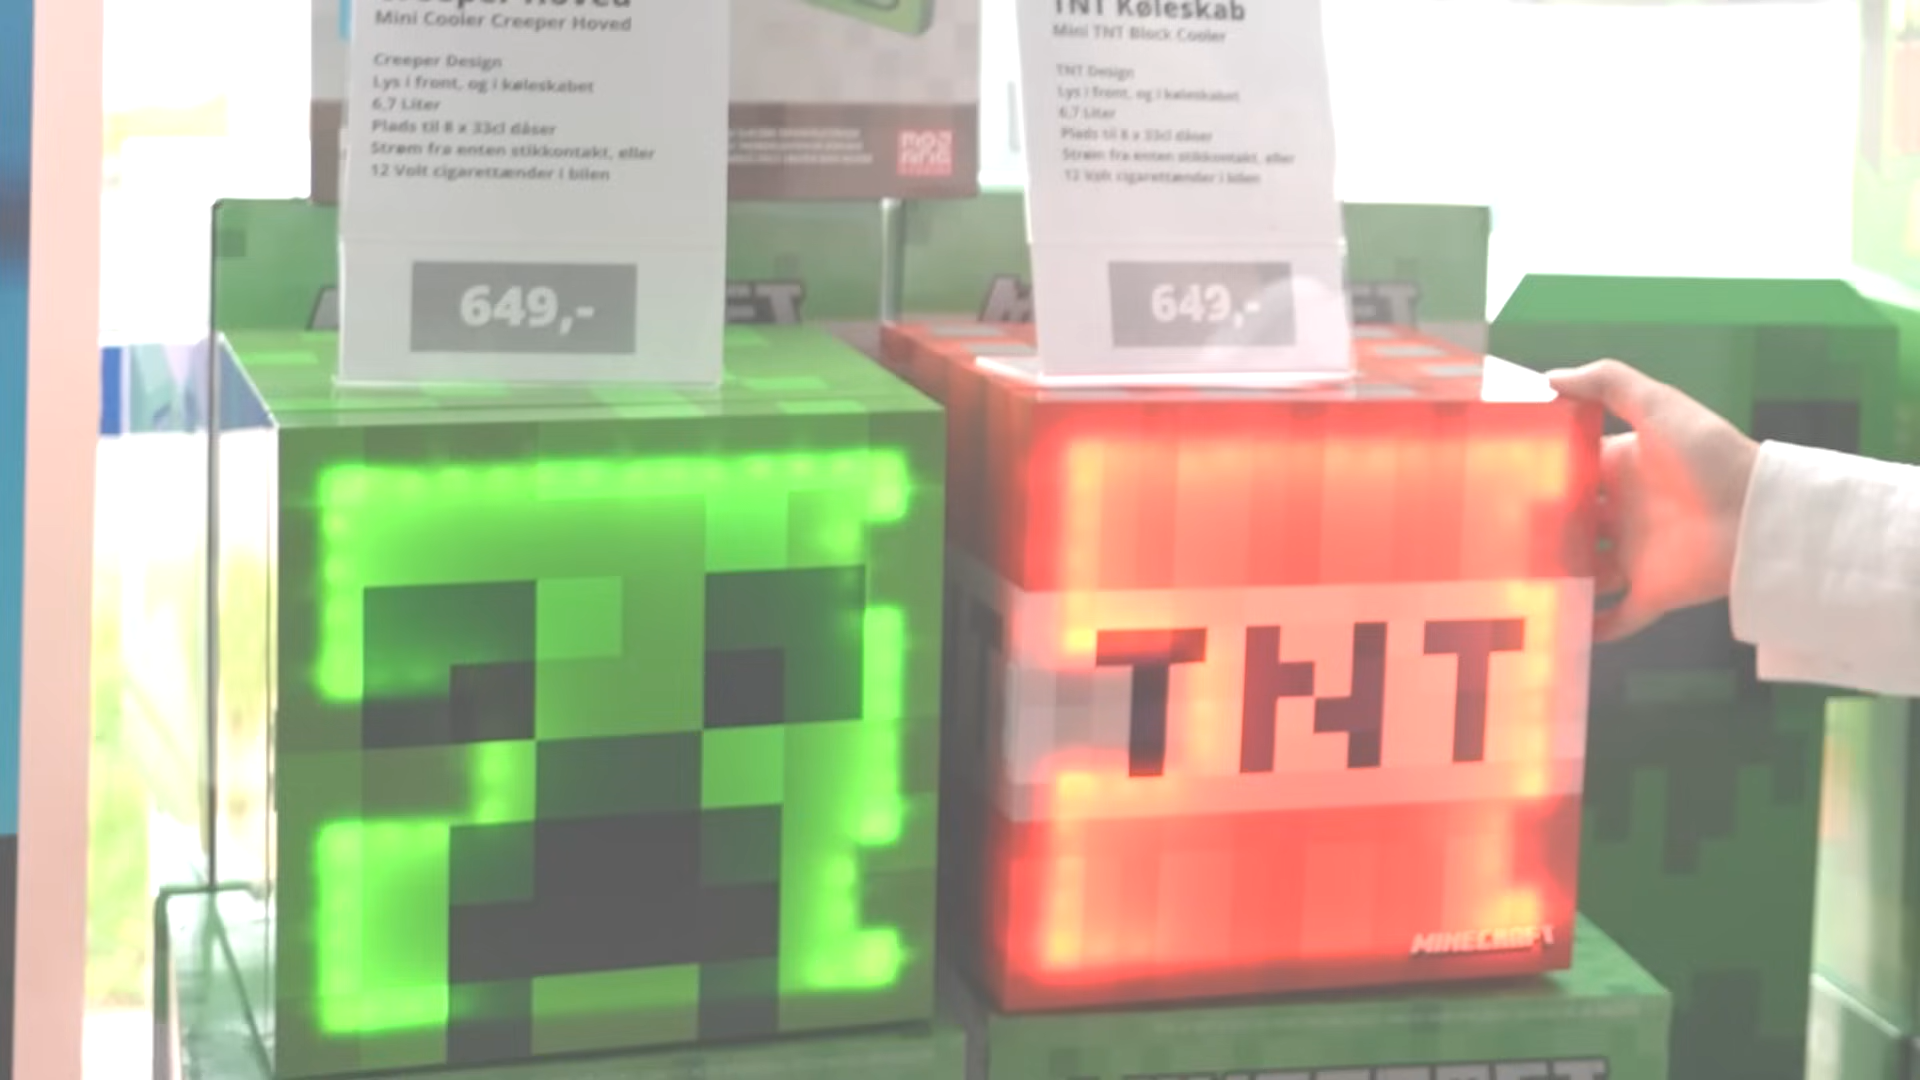 Creeper Hoved
Mini Cooler Creeper Hoved
Creeper Design
Lys i front, og i køleskabet
6,7 Liter
Plads til 8 x 33cl dåser
Strøm fra enten stikkontakt, eller
12 Volt cigarettænder i bilen
649,-
TNT Køleskab
Mini TNT Block Cooler
TNT Design
Lys i front, og i køleskabet
6,7 Liter
Plads til 8 x 33cl dåser
Strøm fra enten stikkontakt, eller
12 Volt cigarettænder i bilen
649,-
TNT
MINECRAFT